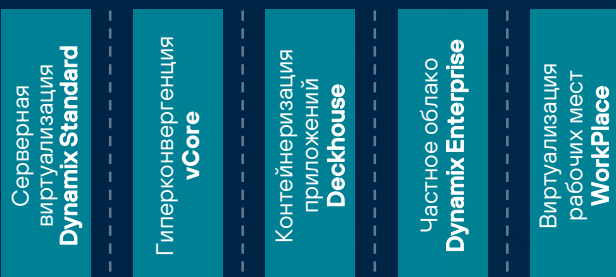 Серверная
виртуализация
Dynamix Standard
Гиперконвергенция
vCore
Контейнеризация
приложений
Deckhouse
Частное облако
Dynamix Enterprise
Виртуализация
рабочих мест
WorkPlace